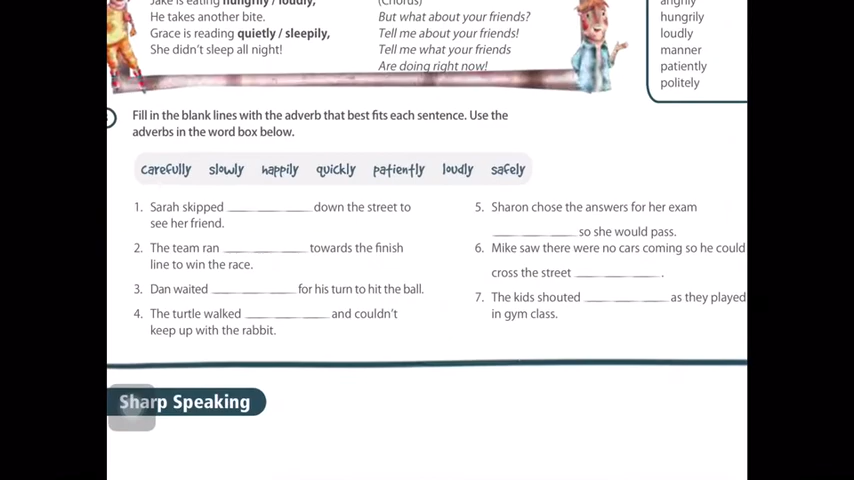 Jake is eating hungrily / loudly,
He takes another bite.
Grace is reading quietly / sleepily,
She didn't sleep all night!
(Chorus)
But what about your friends?
Tell me about your friends!
Tell me what your friends
Are doing right now!
angrily
hungrily
loudly
manner
patiently
politely
Fill in the blank lines with the adverb that best fits each sentence. Use the
adverbs in the word box below.
carefully slowly happily quickly patiently loudly safely
1. Sarah skipped ____________ down the street to
see her friend.
2. The team ran ____________ towards the finish
line to win the race.
3. Dan waited ____________ for his turn to hit the ball.
4. The turtle walked ____________ and couldn't
keep up with the rabbit.
5. Sharon chose the answers for her exam
____________ so she would pass.
6. Mike saw there were no cars coming so he could
cross the street ____________.
7. The kids shouted ____________ as they played
in gym class.
Sharp Speaking